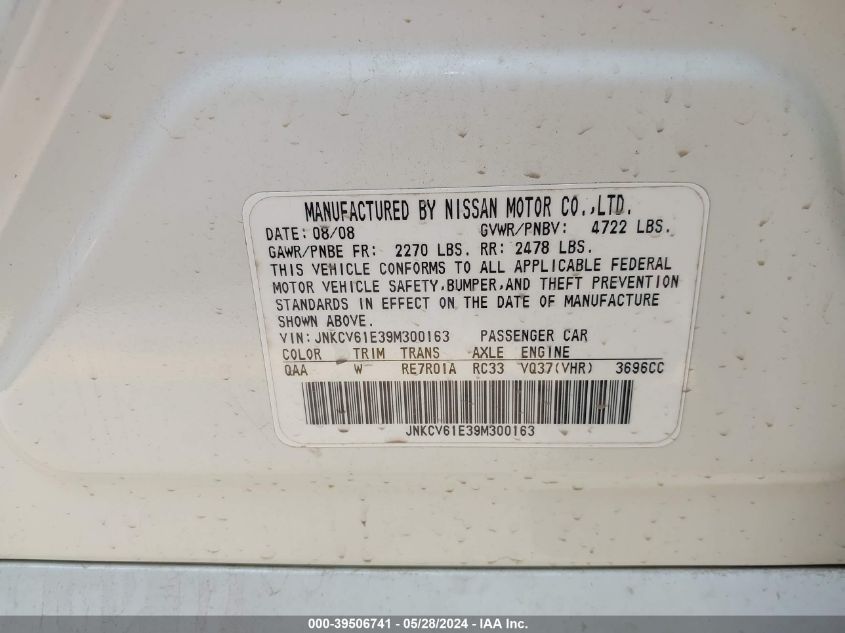 MANUFACTURED BY NISSAN MOTOR CO.,LTD.
DATE: 08/08 GVWR/PNBV: 4722 LBS.
GAWR/PNBE FR: 2270 LBS. RR: 2478 LBS.
THIS VEHICLE CONFORMS TO ALL APPLICABLE FEDERAL
MOTOR VEHICLE SAFETY,BUMPER,AND THEFT PREVENTION
STANDARDS IN EFFECT ON THE DATE OF MANUFACTURE
SHOWN ABOVE.
VIN: JNKCV61E39M300163 PASSENGER CAR
COLOR TRIM TRANS AXLE ENGINE
QAA W RE7R01A RC33 VQ37(VHR) 3696CC
JNKCV61E39M300163
000-39506741 - 05/28/2024 - IAA Inc.